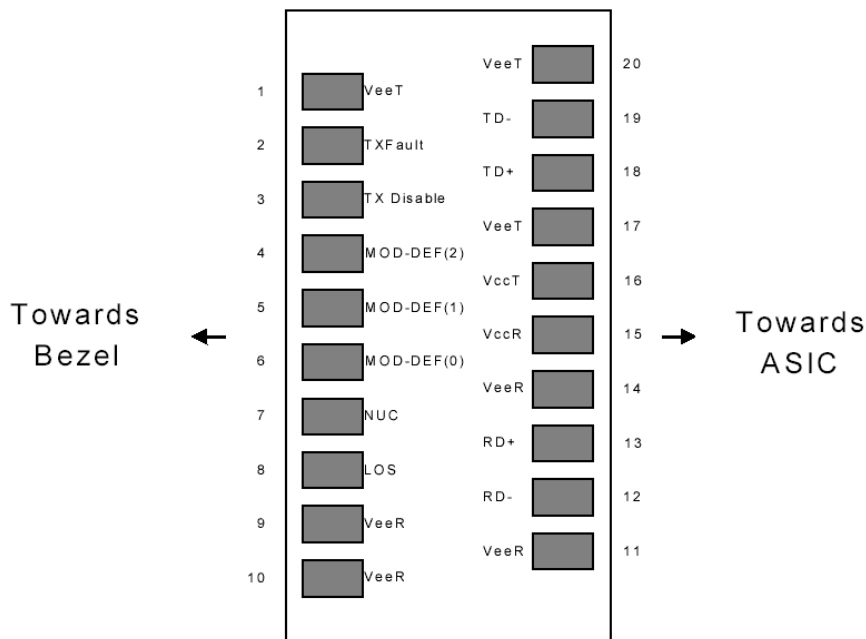 VeeT 20
1 VeeT
TD- 19
2 TXFault
TD+ 18
3 TX Disable
VeeT 17
4 MOD-DEF(2)
VccT 16
5 MOD-DEF(1)
Towards
Bezel
VccR 15
Towards
ASIC
6 MOD-DEF(0)
VeeR 14
7 NUC
RD+ 13
8 LOS
RD- 12
9 VeeR
VeeR 11
10 VeeR